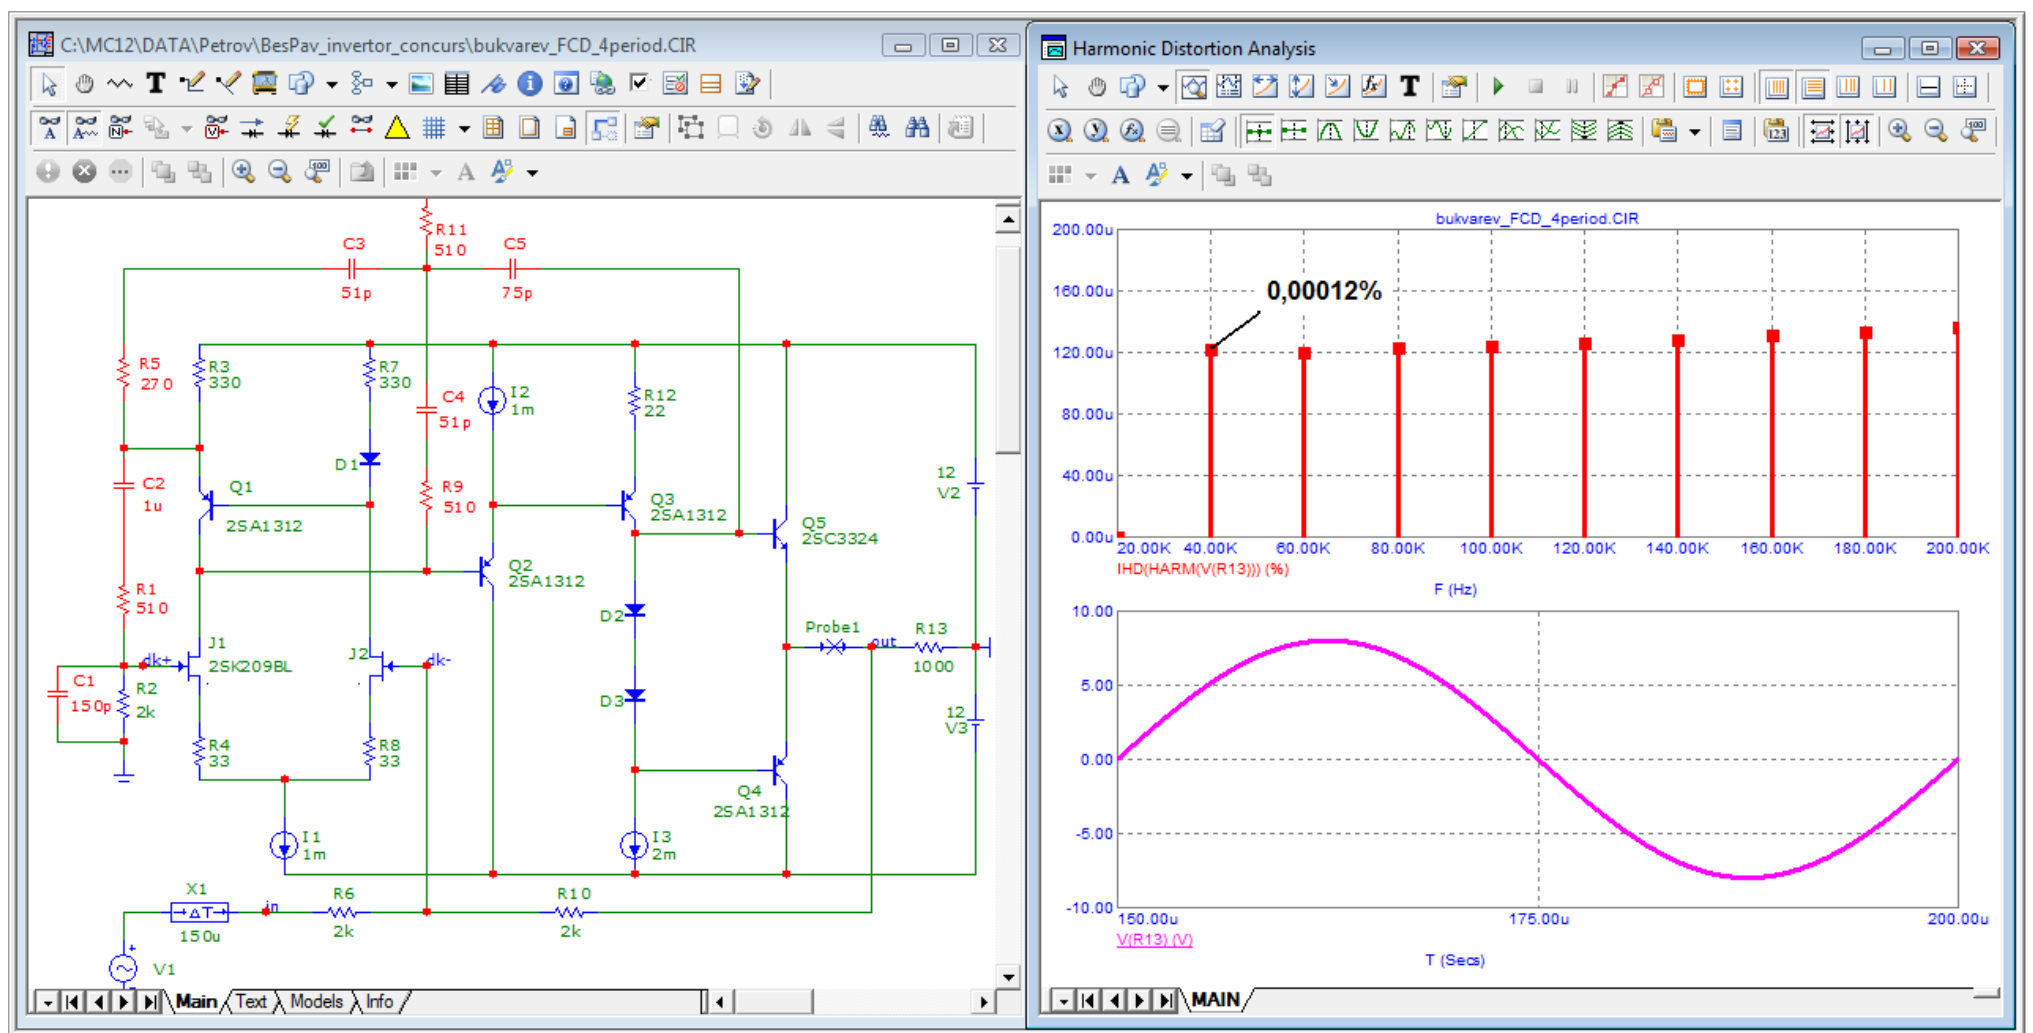 C:\MC12\DATA\Petrov\BesPav_invertor_concurs\bukvarev_FCD_4period.CIR
R11
510
C3
51p
C5
75p
R5
270
R3
330
R7
330
C4
51p
I2
1m
R12
22
D1
C2
1u
Q1
2SA1312
R9
510
Q3
2SA1312
12
V2
Q5
2SC3324
Q2
2SA1312
R1
510
D2
Probe1
out
R13
1000
dk+
J1
2SK209BL
J2
dk-
C1
150p
R2
2k
D3
12
V3
R4
33
R8
33
Q4
2SA1312
I1
1m
I3
2m
X1
ΔT
150u
in
R6
2k
R10
2k
V1
Main Text Models Info
Harmonic Distortion Analysis
bukvarev_FCD_4period.CIR
200.00u
160.00u
0,00012%
120.00u
80.00u
40.00u
0.00u
20.00K 40.00K 60.00K 80.00K 100.00K 120.00K 140.00K 160.00K 180.00K 200.00K
IHD(HARM(V(R13))) (%)
F (Hz)
10.00
5.00
0.00
-5.00
-10.00
150.00u 175.00u 200.00u
V(R13) (V)
T (Secs)
MAIN